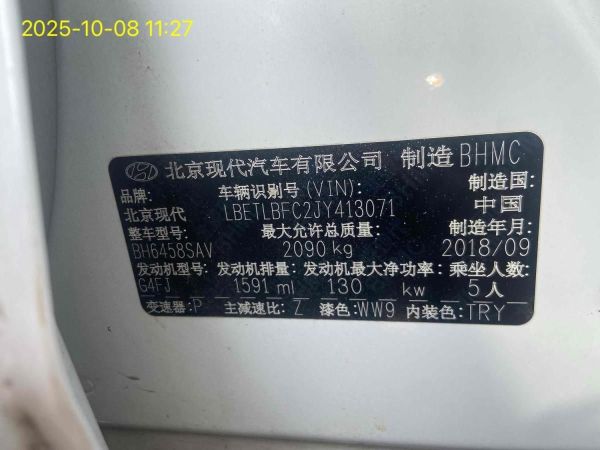 2025-10-08 11:27
北京现代汽车有限公司 制造 BHMC
品牌: 车辆识别号(VIN): 制造国:
北京现代 LBETLBFC2JY413071 中国
整车型号: 最大允许总质量: 制造年月:
BH6458SAV 2090 kg 2018/09
发动机型号: 发动机排量: 发动机最大净功率: 乘坐人数:
G4FJ 1591 ml 130 kw 5人
变速器: P 主减速比: Z 漆色: WW9 内装色: TRY